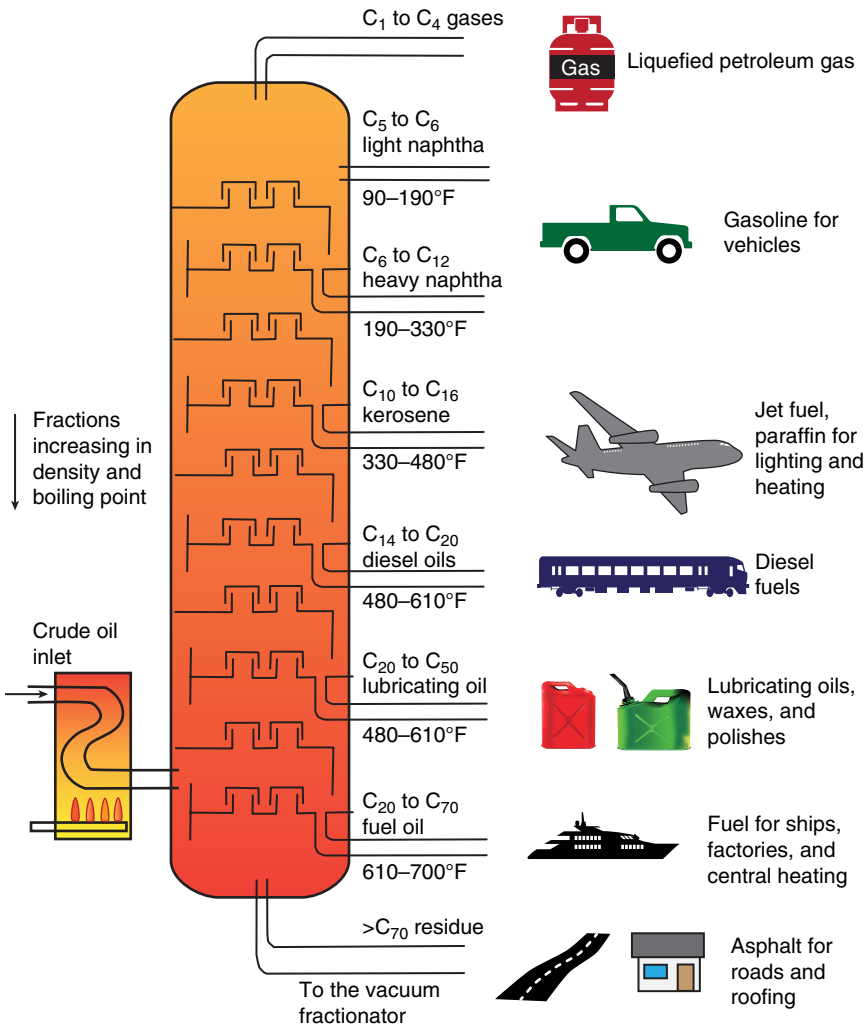 C₁ to C₄ gases
Gas
Liquefied petroleum gas
C₅ to C₆
light naphtha
90–190°F
Gasoline for
vehicles
C₆ to C₁₂
heavy naphtha
190–330°F
C₁₀ to C₁₆
kerosene
330–480°F
Jet fuel,
paraffin for
lighting and
heating
Fractions
increasing in
density and
boiling point
C₁₄ to C₂₀
diesel oils
480–610°F
Diesel
fuels
Crude oil
inlet
C₂₀ to C₅₀
lubricating oil
480–610°F
Lubricating oils,
waxes, and
polishes
C₂₀ to C₇₀
fuel oil
610–700°F
Fuel for ships,
factories, and
central heating
>C₇₀ residue
To the vacuum
fractionator
Asphalt for
roads and
roofing